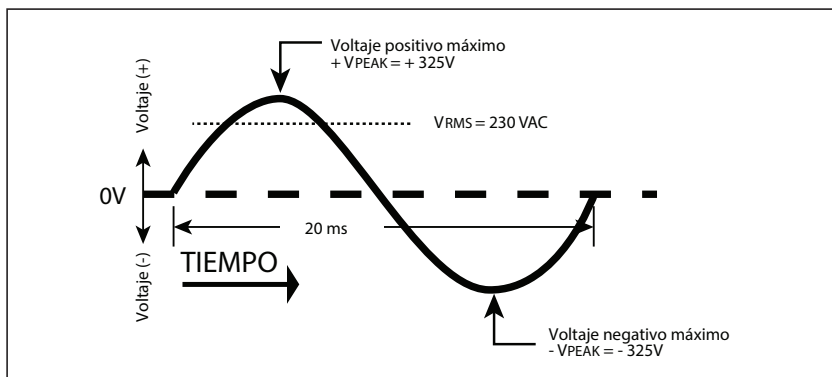 Voltaje positivo máximo
+ VPEAK = + 325V
Voltaje (+)
VRMS = 230 VAC
0V
20 ms
TIEMPO
Voltaje (-)
Voltaje negativo máximo
- VPEAK = - 325V